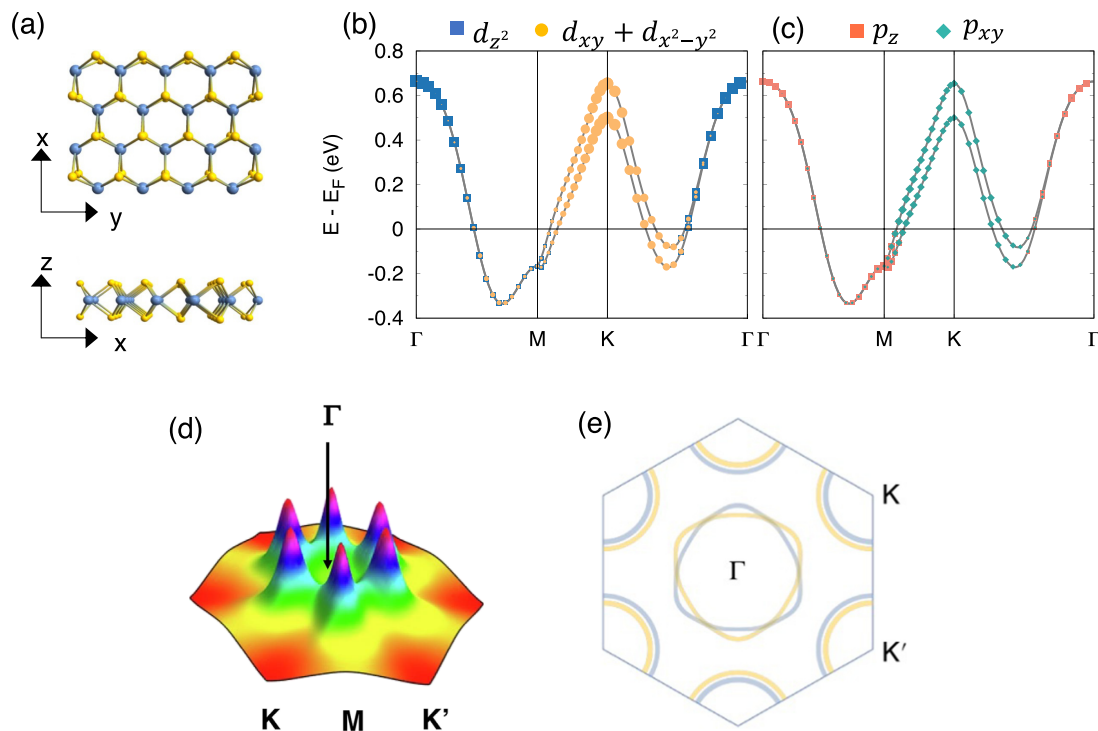 (a)
x
y
z
x
(b)
d_{z^2} d_{xy} + d_{x^2-y^2}
E - E_F (eV)
0.8
0.6
0.4
0.2
0
-0.2
-0.4
Γ M K Γ
(c)
p_z p_{xy}
Γ M K Γ
(d)
Γ
K M K'
(e)
K
Γ
K′